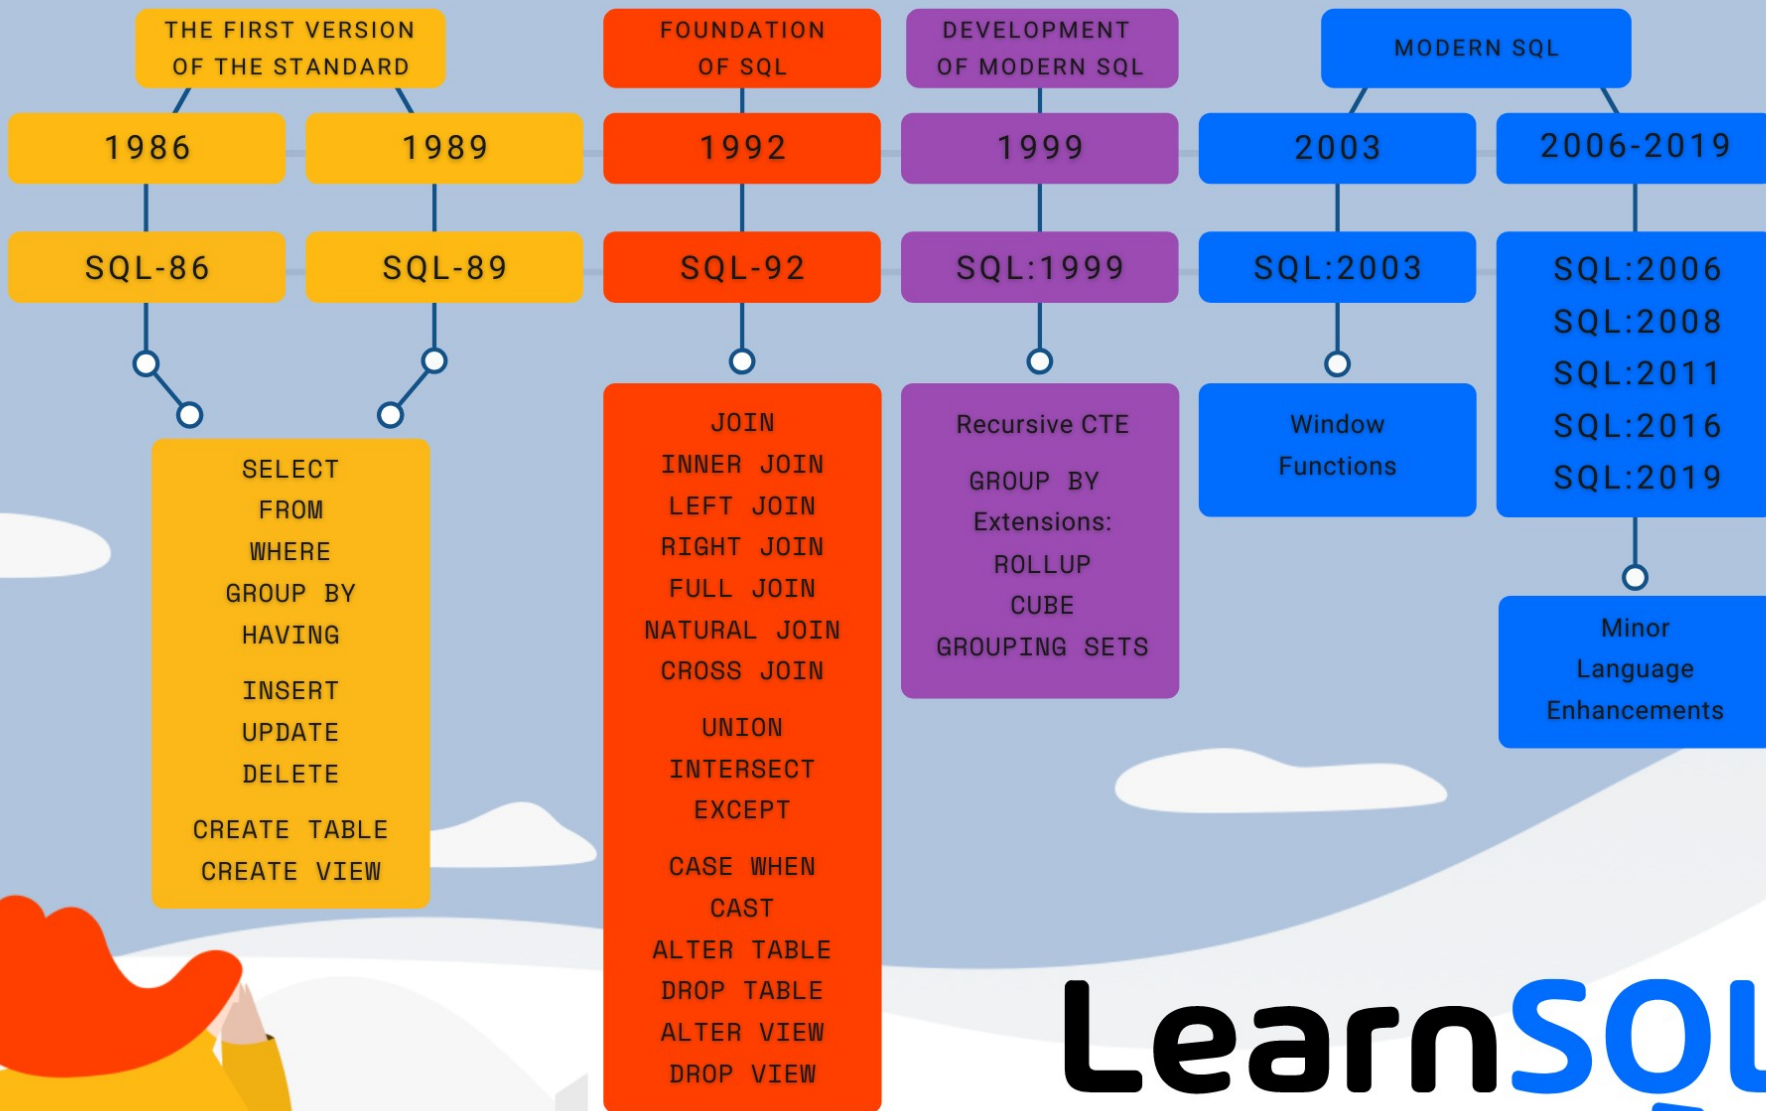 THE FIRST VERSION
OF THE STANDARD
1986
1989
SQL-86
SQL-89
SELECT
FROM
WHERE
GROUP BY
HAVING
INSERT
UPDATE
DELETE
CREATE TABLE
CREATE VIEW
FOUNDATION
OF SQL
1992
SQL-92
JOIN
INNER JOIN
LEFT JOIN
RIGHT JOIN
FULL JOIN
NATURAL JOIN
CROSS JOIN
UNION
INTERSECT
EXCEPT
CASE WHEN
CAST
ALTER TABLE
DROP TABLE
ALTER VIEW
DROP VIEW
DEVELOPMENT
OF MODERN SQL
1999
SQL:1999
Recursive CTE
GROUP BY
Extensions:
ROLLUP
CUBE
GROUPING SETS
MODERN SQL
2003
SQL:2003
Window
Functions
2006-2019
SQL:2006
SQL:2008
SQL:2011
SQL:2016
SQL:2019
Minor
Language
Enhancements
LearnSQL